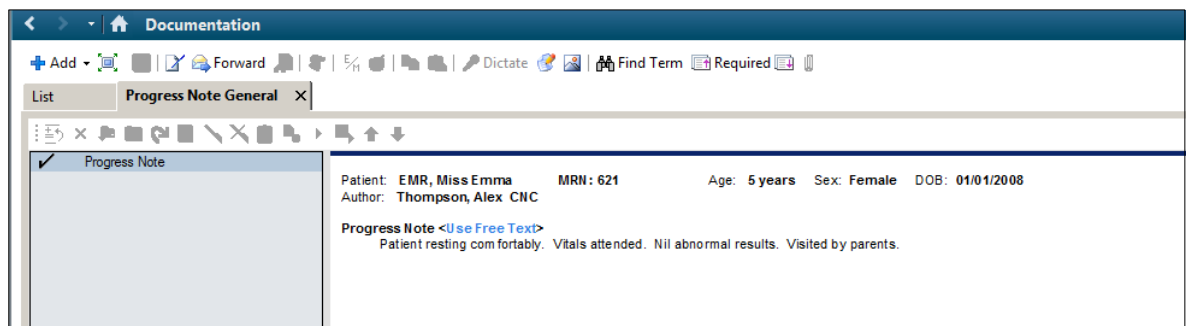 Documentation
Add Forward E/M Dictate Find Term Required
List Progress Note General X
Progress Note
Patient: EMR, Miss Emma MRN: 621 Age: 5 years Sex: Female DOB: 01/01/2008
Author: Thompson, Alex CNC
Progress Note <Use Free Text>
Patient resting comfortably. Vitals attended. Nil abnormal results. Visited by parents.